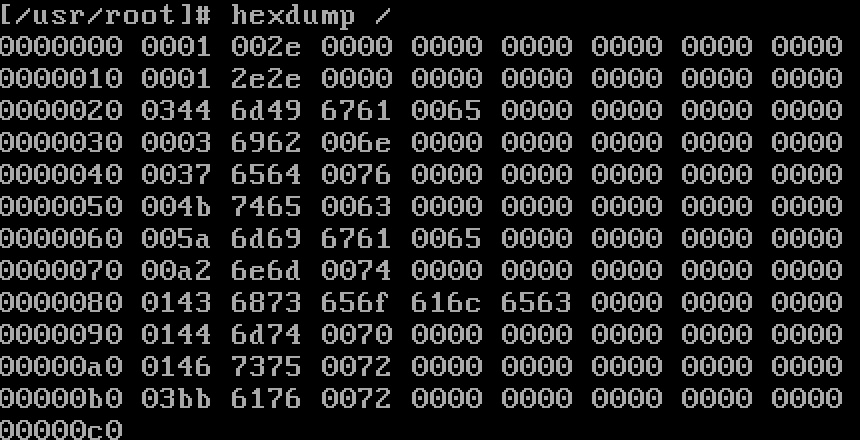 [/usr/root]# hexdump /
0000000 0001 002e 0000 0000 0000 0000 0000 0000
0000010 0001 2e2e 0000 0000 0000 0000 0000 0000
0000020 0344 6d49 6761 0065 0000 0000 0000 0000
0000030 0003 6962 006e 0000 0000 0000 0000 0000
0000040 0037 6564 0076 0000 0000 0000 0000 0000
0000050 004b 7465 0063 0000 0000 0000 0000 0000
0000060 005a 6d69 6761 0065 0000 0000 0000 0000
0000070 00a2 6e6d 0074 0000 0000 0000 0000 0000
0000080 0143 6873 656f 616c 6563 0000 0000 0000
0000090 0144 6d74 0070 0000 0000 0000 0000 0000
00000a0 0146 7375 0072 0000 0000 0000 0000 0000
00000b0 03bb 6176 0072 0000 0000 0000 0000 0000
00000c0